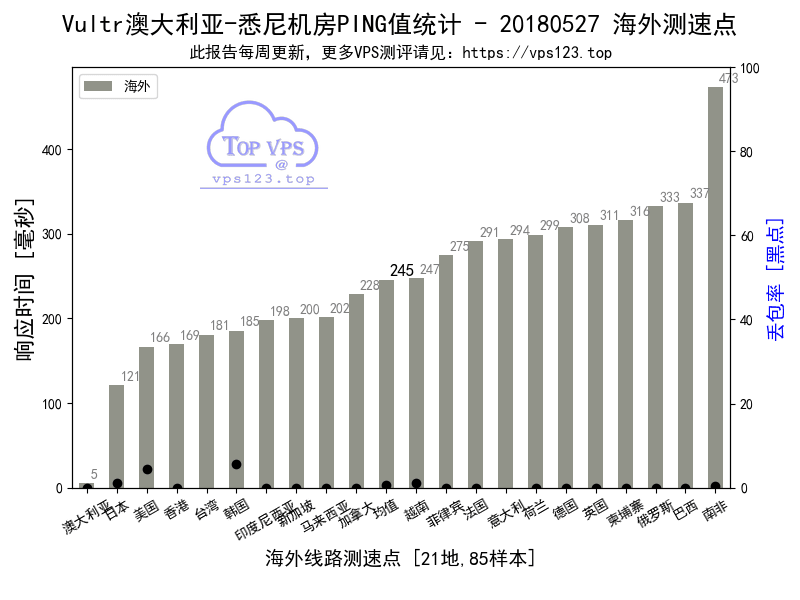 Vultr澳大利亚-悉尼机房PING值统计 - 20180527 海外测速点
此报告每周更新，更多VPS测评请见：https://vps123.top
海外
TOP VPS
@
vps123.top
响应时间 [毫秒]
0
100
200
300
400
5
121
166
169
181
185
198
200
202
228
245
247
275
291
294
299
308
311
316
333
337
473
0
20
40
60
80
100
丢包率 [黑点]
澳大利亚
日本
美国
香港
台湾
韩国
印度尼西亚
新加坡
马来西亚
加拿大
均值
越南
菲律宾
法国
意大利
荷兰
德国
英国
柬埔寨
俄罗斯
巴西
南非
海外线路测速点 [21地,85样本]